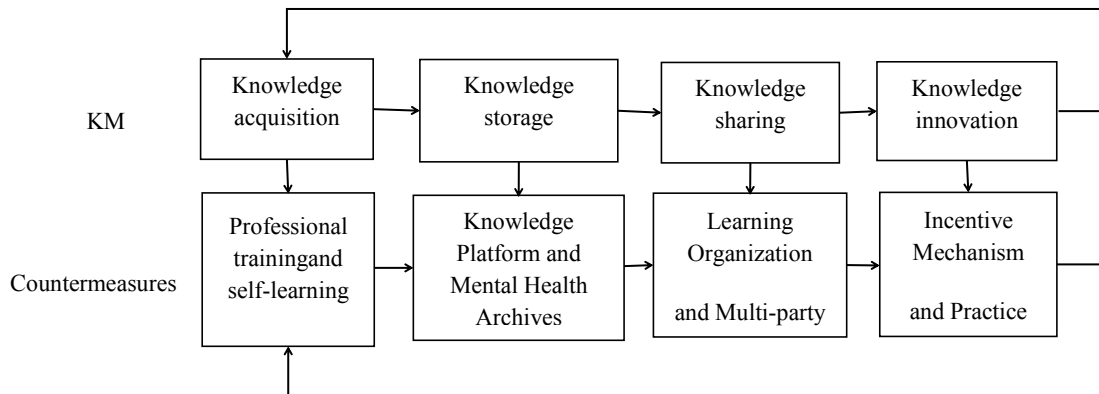 KM
Knowledge
acquisition
Knowledge
storage
Knowledge
sharing
Knowledge
innovation
Countermeasures
Professional
trainingand
self-learning
Knowledge
Platform and
Mental Health
Archives
Learning
Organization
and Multi-party
Incentive
Mechanism
and Practice